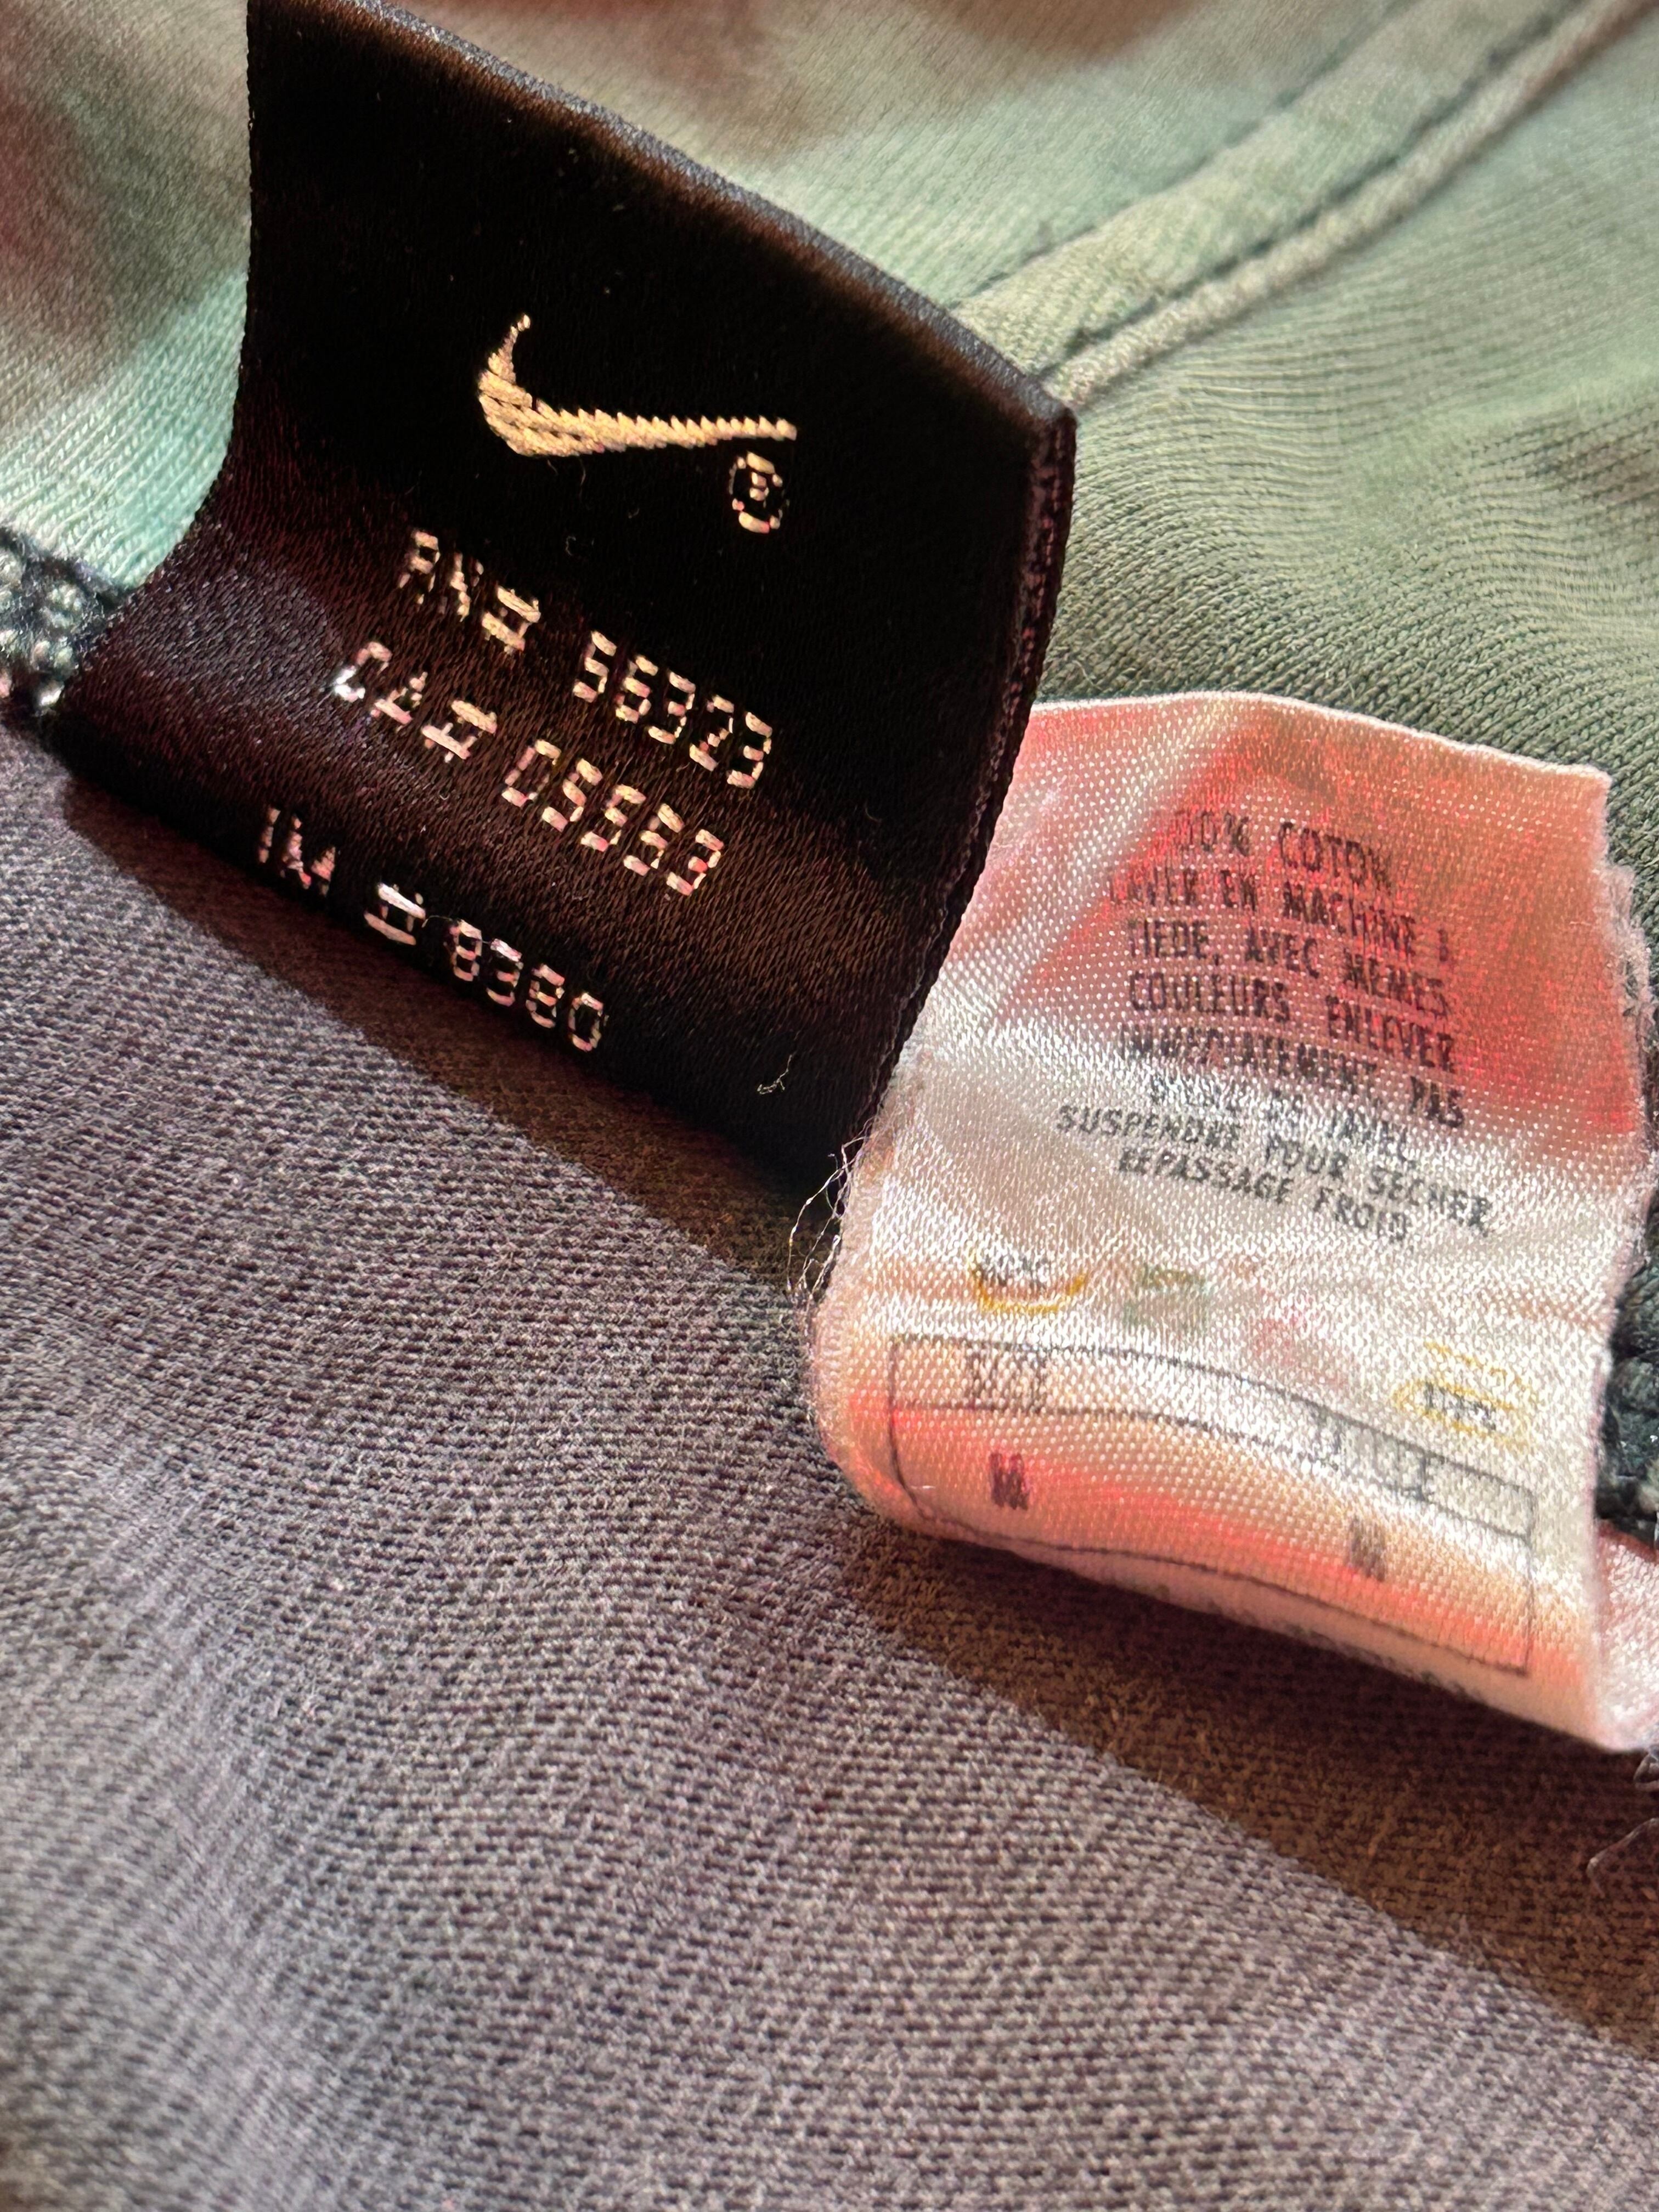 ®
RN# 56323
CA# 05553
IM #8380
COTON
LAVER EN MACHINE À
TIEDE, AVEC MEMES
COULEURS ENLEVER
IMMEDIATEMENT, PAS
SUSPENDRE POUR SECHER
REPASSAGE FROID.
M M